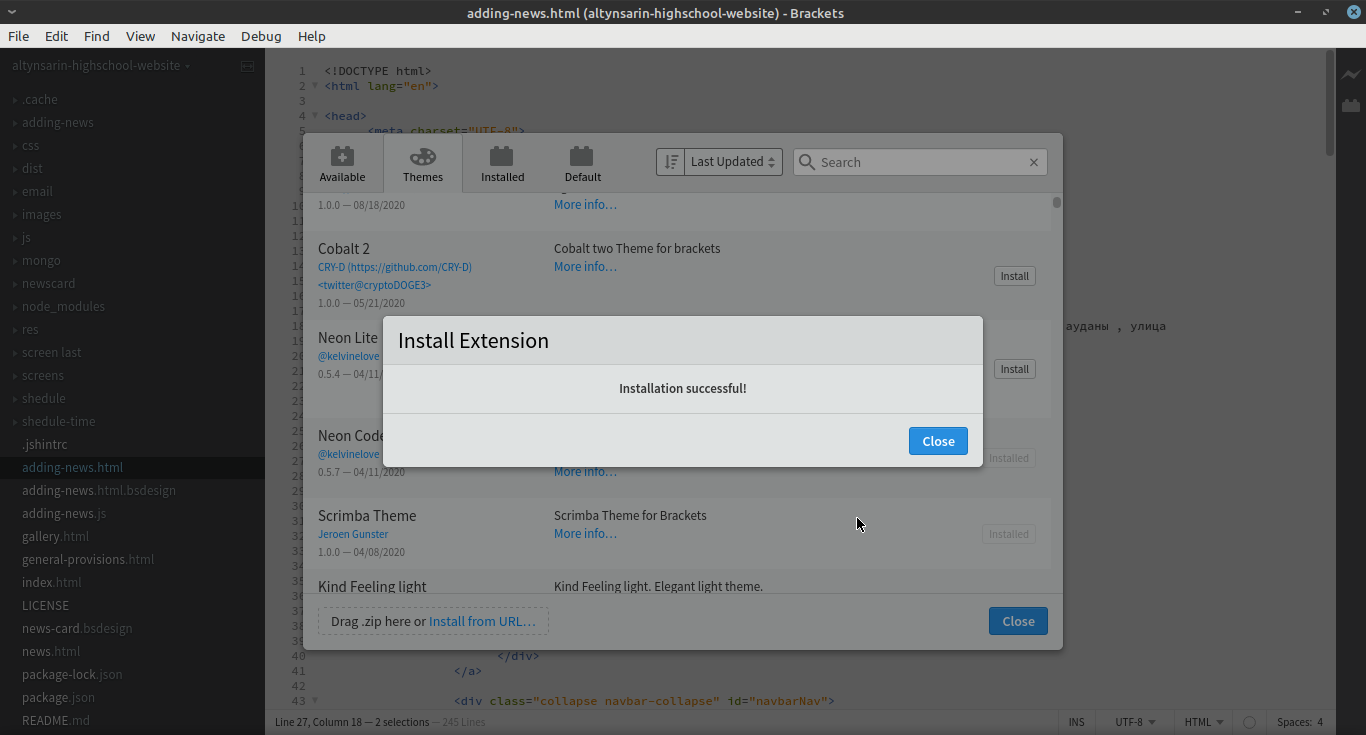 adding-news.html (altynsarin-highschool-website) - Brackets
File Edit Find View Navigate Debug Help
altynsarin-highschool-website
.cache
adding-news
css
dist
email
images
js
mongo
newscard
node_modules
res
screen last
screens
shedule
shedule-time
.jshintrc
adding-news.html
adding-news.html.bsdesign
adding-news.js
gallery.html
general-provisions.html
index.html
LICENSE
news-card.bsdesign
news.html
package-lock.json
package.json
README.md
1 <!DOCTYPE html>
2 <html lang="en">
3
4 <head>
5 <meta charset="UTF-8">
Available Themes Installed Default
Last Updated
Search
1.0.0 — 08/18/2020
More info…
Cobalt 2
CRY-D (https://github.com/CRY-D)
<twitter@cryptoDOGE3>
1.0.0 — 05/21/2020
Cobalt two Theme for brackets
More info…
Install
ауданы , улица
Neon Lite
@kelvinelove
0.5.4 — 04/11/
Install
Install Extension
Installation successful!
Close
Neon Code
@kelvinelove
0.5.7 — 04/11/2020
More info…
Installed
Scrimba Theme
Jeroen Gunster
1.0.0 — 04/08/2020
Scrimba Theme for Brackets
More info…
Installed
Kind Feeling light
Kind Feeling light. Elegant light theme.
Drag .zip here or Install from URL…
Close
40 </div>
41 </a>
42
43 <div class="collapse navbar-collapse" id="navbarNav">
Line 27, Column 18 — 2 selections — 245 Lines
INS UTF-8 HTML Spaces: 4